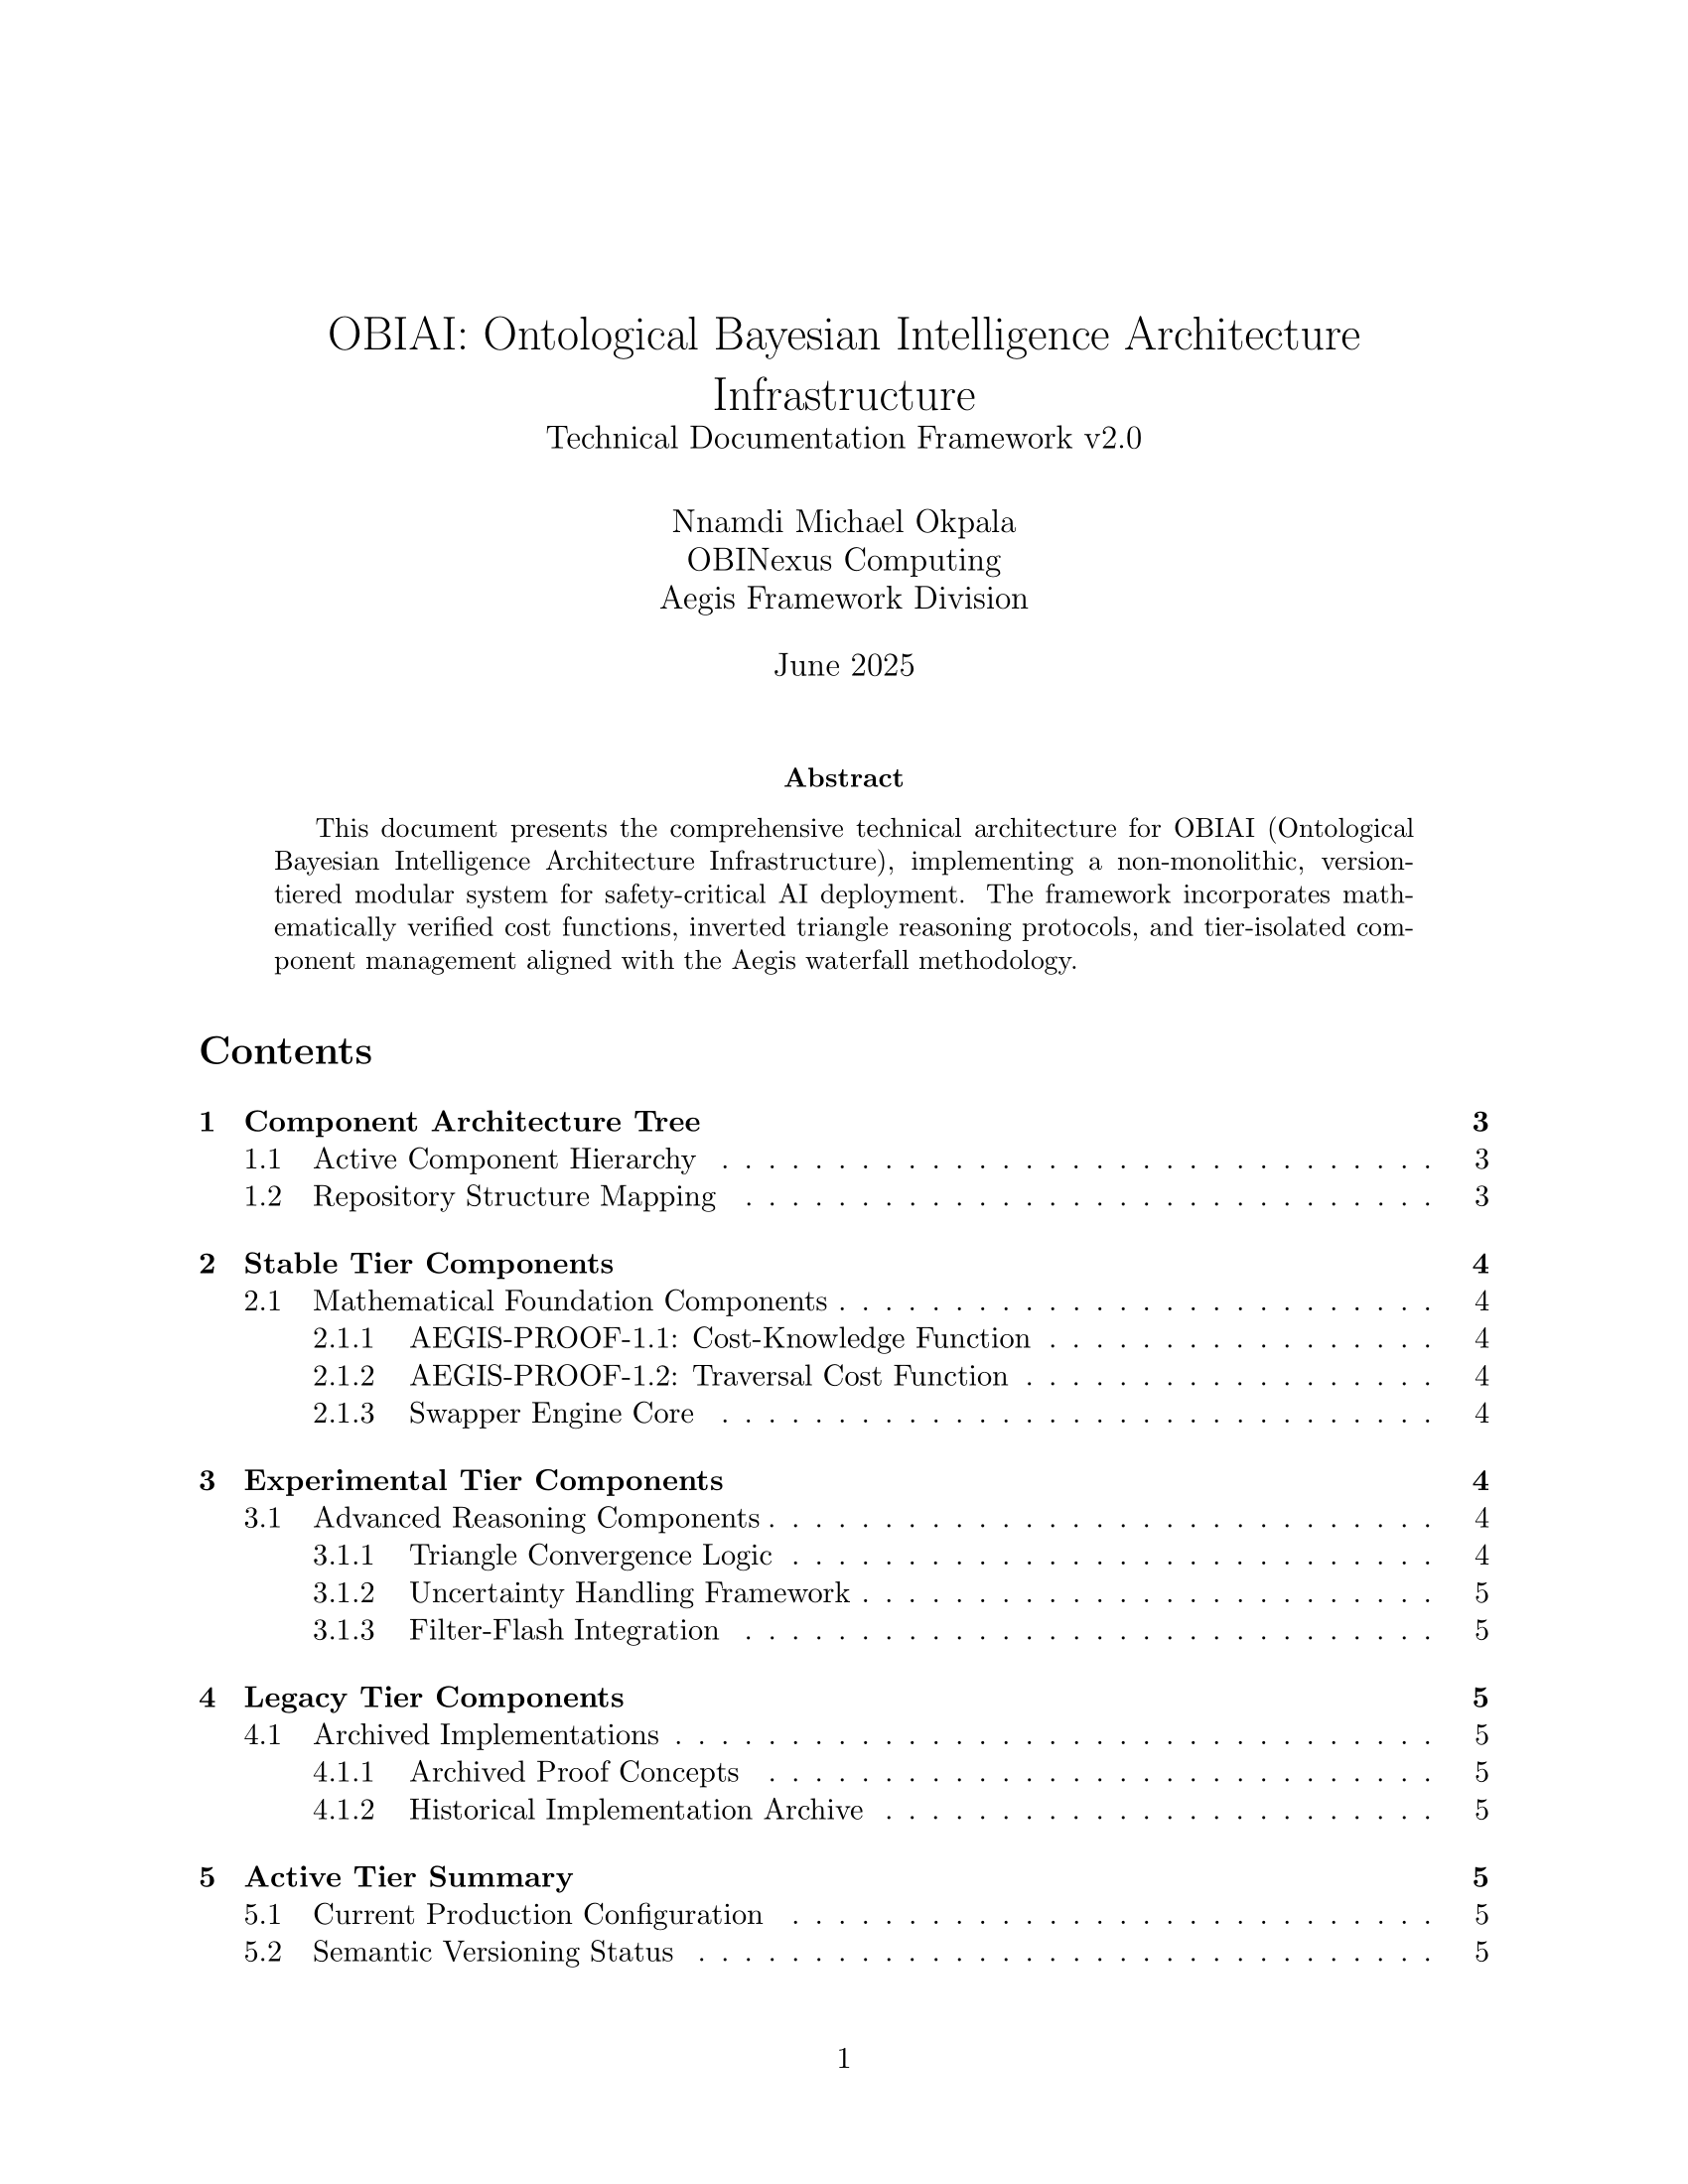 OBIAI: Ontological Bayesian Intelligence Architecture
Infrastructure
Technical Documentation Framework v2.0
Nnamdi Michael Okpala
OBINexus Computing
Aegis Framework Division
June 2025
Abstract
This document presents the comprehensive technical architecture for OBIAI (Ontological
Bayesian Intelligence Architecture Infrastructure), implementing a non-monolithic, version-
tiered modular system for safety-critical AI deployment. The framework incorporates math-
ematically verified cost functions, inverted triangle reasoning protocols, and tier-isolated com-
ponent management aligned with the Aegis waterfall methodology.
Contents
1 Component Architecture Tree 3
1.1 Active Component Hierarchy . . . . . . . . . . . . . . . . . . . . . . . . . . . . . . . 3
1.2 Repository Structure Mapping . . . . . . . . . . . . . . . . . . . . . . . . . . . . . . 3
2 Stable Tier Components 4
2.1 Mathematical Foundation Components . . . . . . . . . . . . . . . . . . . . . . . . . . 4
2.1.1 AEGIS-PROOF-1.1: Cost-Knowledge Function . . . . . . . . . . . . . . . . . 4
2.1.2 AEGIS-PROOF-1.2: Traversal Cost Function . . . . . . . . . . . . . . . . . . 4
2.1.3 Swapper Engine Core . . . . . . . . . . . . . . . . . . . . . . . . . . . . . . . 4
3 Experimental Tier Components 4
3.1 Advanced Reasoning Components . . . . . . . . . . . . . . . . . . . . . . . . . . . . . 4
3.1.1 Triangle Convergence Logic . . . . . . . . . . . . . . . . . . . . . . . . . . . . 4
3.1.2 Uncertainty Handling Framework . . . . . . . . . . . . . . . . . . . . . . . . . 5
3.1.3 Filter-Flash Integration . . . . . . . . . . . . . . . . . . . . . . . . . . . . . . 5
4 Legacy Tier Components 5
4.1 Archived Implementations . . . . . . . . . . . . . . . . . . . . . . . . . . . . . . . . . 5
4.1.1 Archived Proof Concepts . . . . . . . . . . . . . . . . . . . . . . . . . . . . . 5
4.1.2 Historical Implementation Archive . . . . . . . . . . . . . . . . . . . . . . . . 5
5 Active Tier Summary 5
5.1 Current Production Configuration . . . . . . . . . . . . . . . . . . . . . . . . . . . . 5
5.2 Semantic Versioning Status . . . . . . . . . . . . . . . . . . . . . . . . . . . . . . . . 5
1